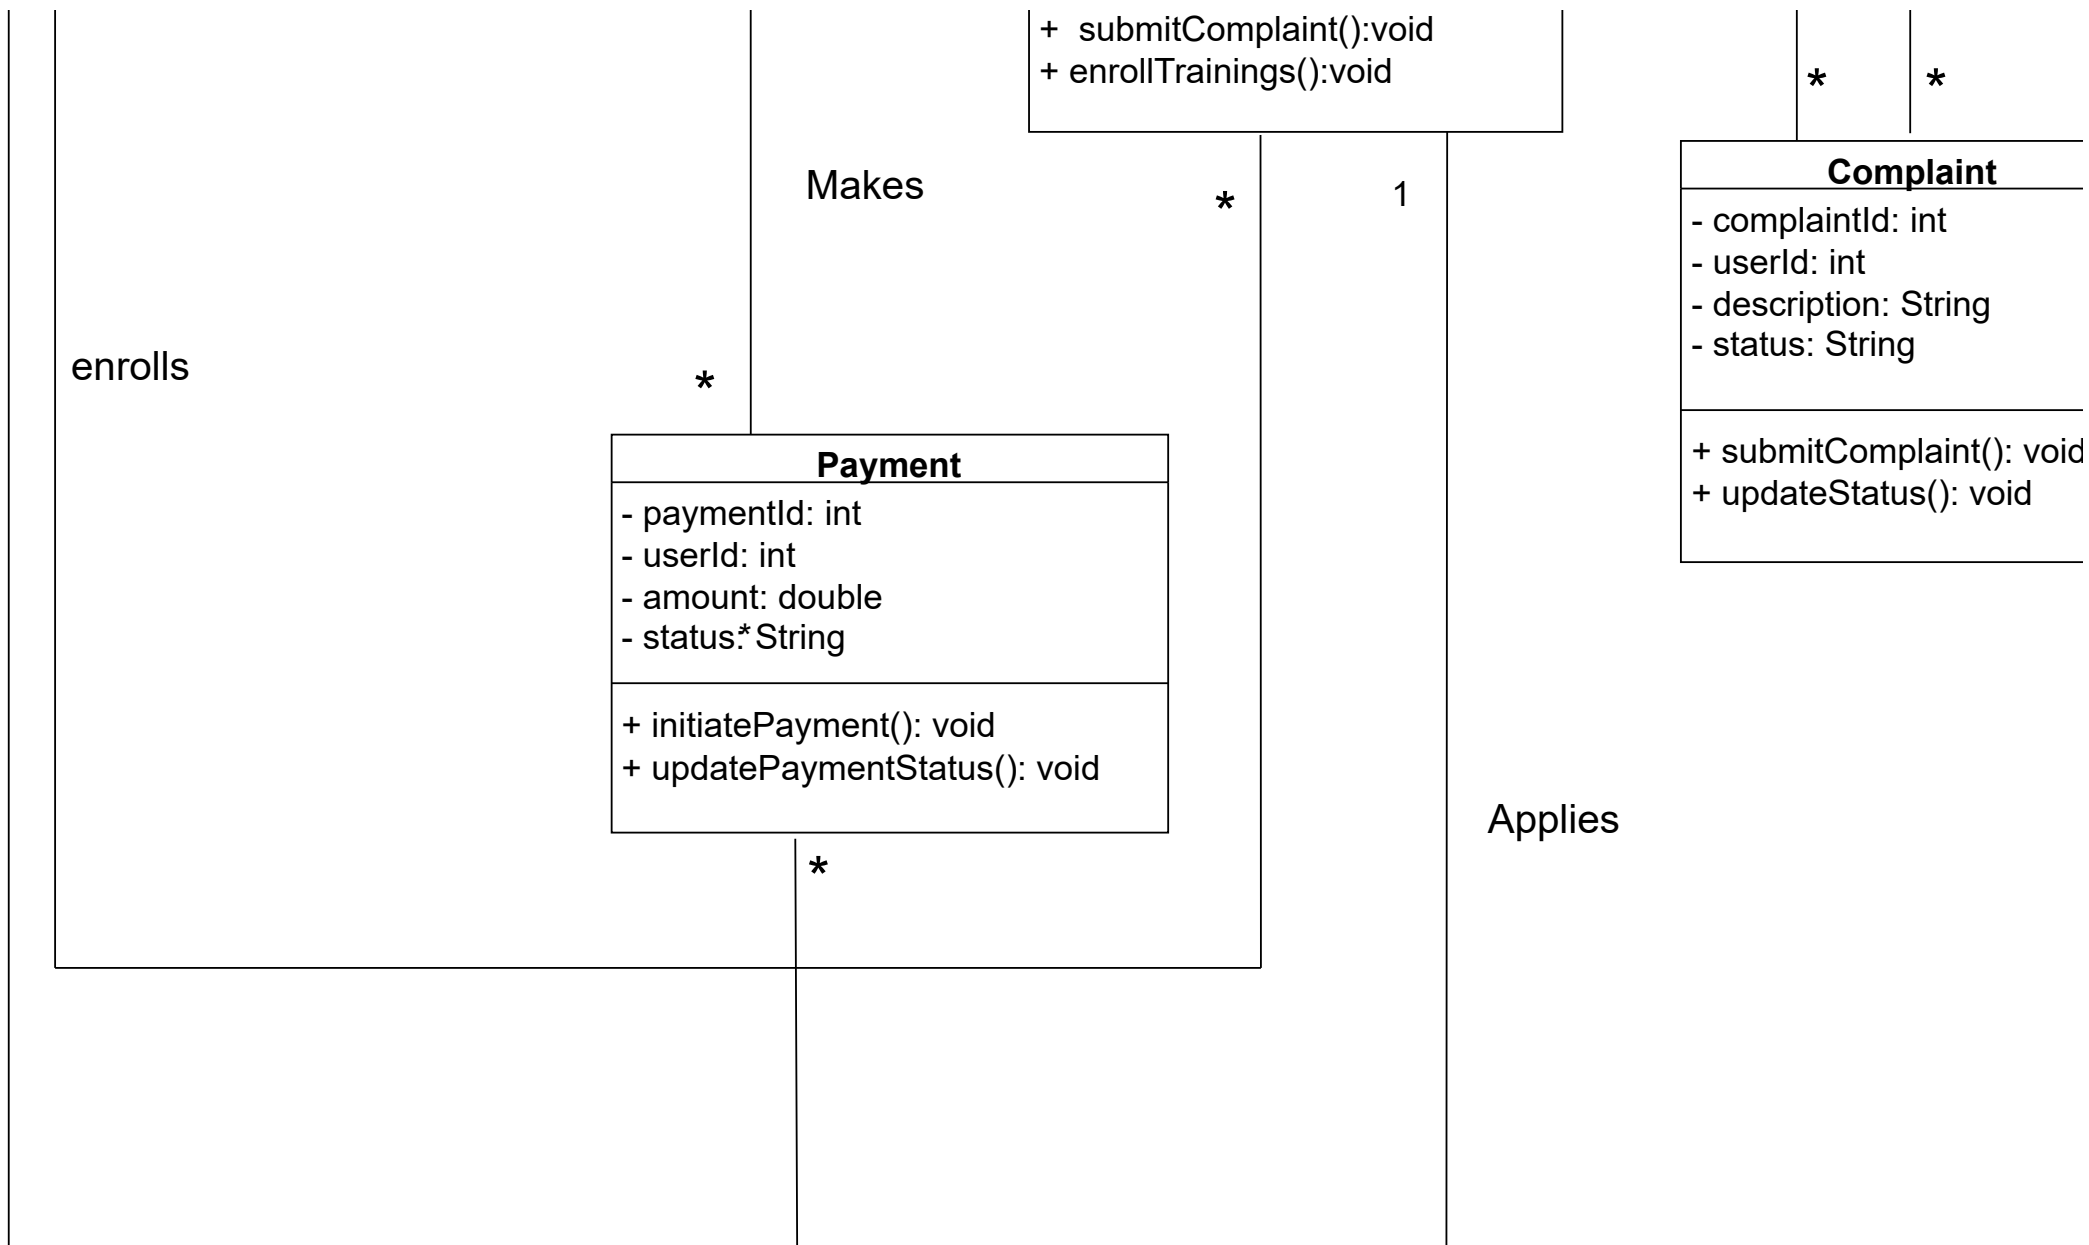 +  submitComplaint():void
+ enrollTrainings():void
*
*
Makes
*
1
Complaint
- complaintId: int
- userId: int
- description: String
- status: String
+ submitComplaint(): void
+ updateStatus(): void
enrolls
*
Payment
- paymentId: int
- userId: int
- amount: double
- status: String
*
+ initiatePayment(): void
+ updatePaymentStatus(): void
Applies
*